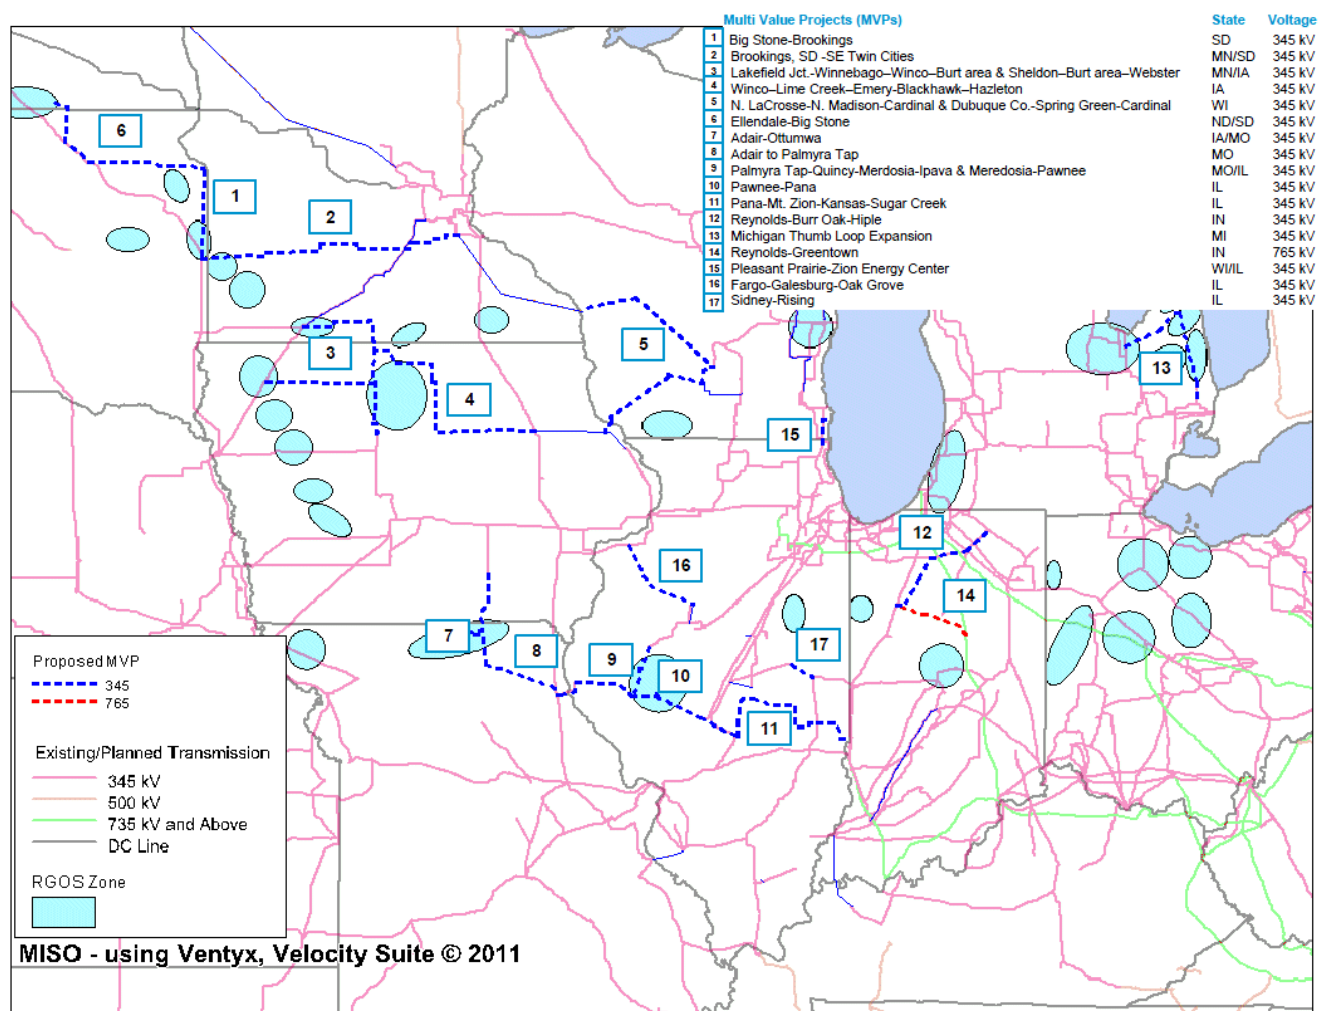 Multi Value Projects (MVPs) State Voltage
1 Big Stone-Brookings SD 345 kV
2 Brookings, SD -SE Twin Cities MN/SD 345 kV
3 Lakefield Jct.-Winnebago–Winco–Burt area & Sheldon–Burt area–Webster MN/IA 345 kV
4 Winco–Lime Creek–Emery-Blackhawk–Hazleton IA 345 kV
5 N. LaCrosse-N. Madison-Cardinal & Dubuque Co.-Spring Green-Cardinal WI 345 kV
6 Ellendale-Big Stone ND/SD 345 kV
7 Adair-Ottumwa IA/MO 345 kV
8 Adair to Palmyra Tap MO 345 kV
9 Palmyra Tap-Quincy-Merdosia-Ipava & Meredosia-Pawnee MO/IL 345 kV
10 Pawnee-Pana IL 345 kV
11 Pana-Mt. Zion-Kansas-Sugar Creek IL 345 kV
12 Reynolds-Burr Oak-Hiple IN 345 kV
13 Michigan Thumb Loop Expansion MI 345 kV
14 Reynolds-Greentown IN 765 kV
15 Pleasant Prairie-Zion Energy Center WI/IL 345 kV
16 Fargo-Galesburg-Oak Grove IL 345 kV
17 Sidney-Rising IL 345 kV
6
1
2
3
5
13
4
15
12
16
14
7
8
9
17
10
11
Proposed MVP
345
765
Existing/Planned Transmission
345 kV
500 kV
735 kV and Above
DC Line
RGOS Zone
MISO - using Ventyx, Velocity Suite © 2011